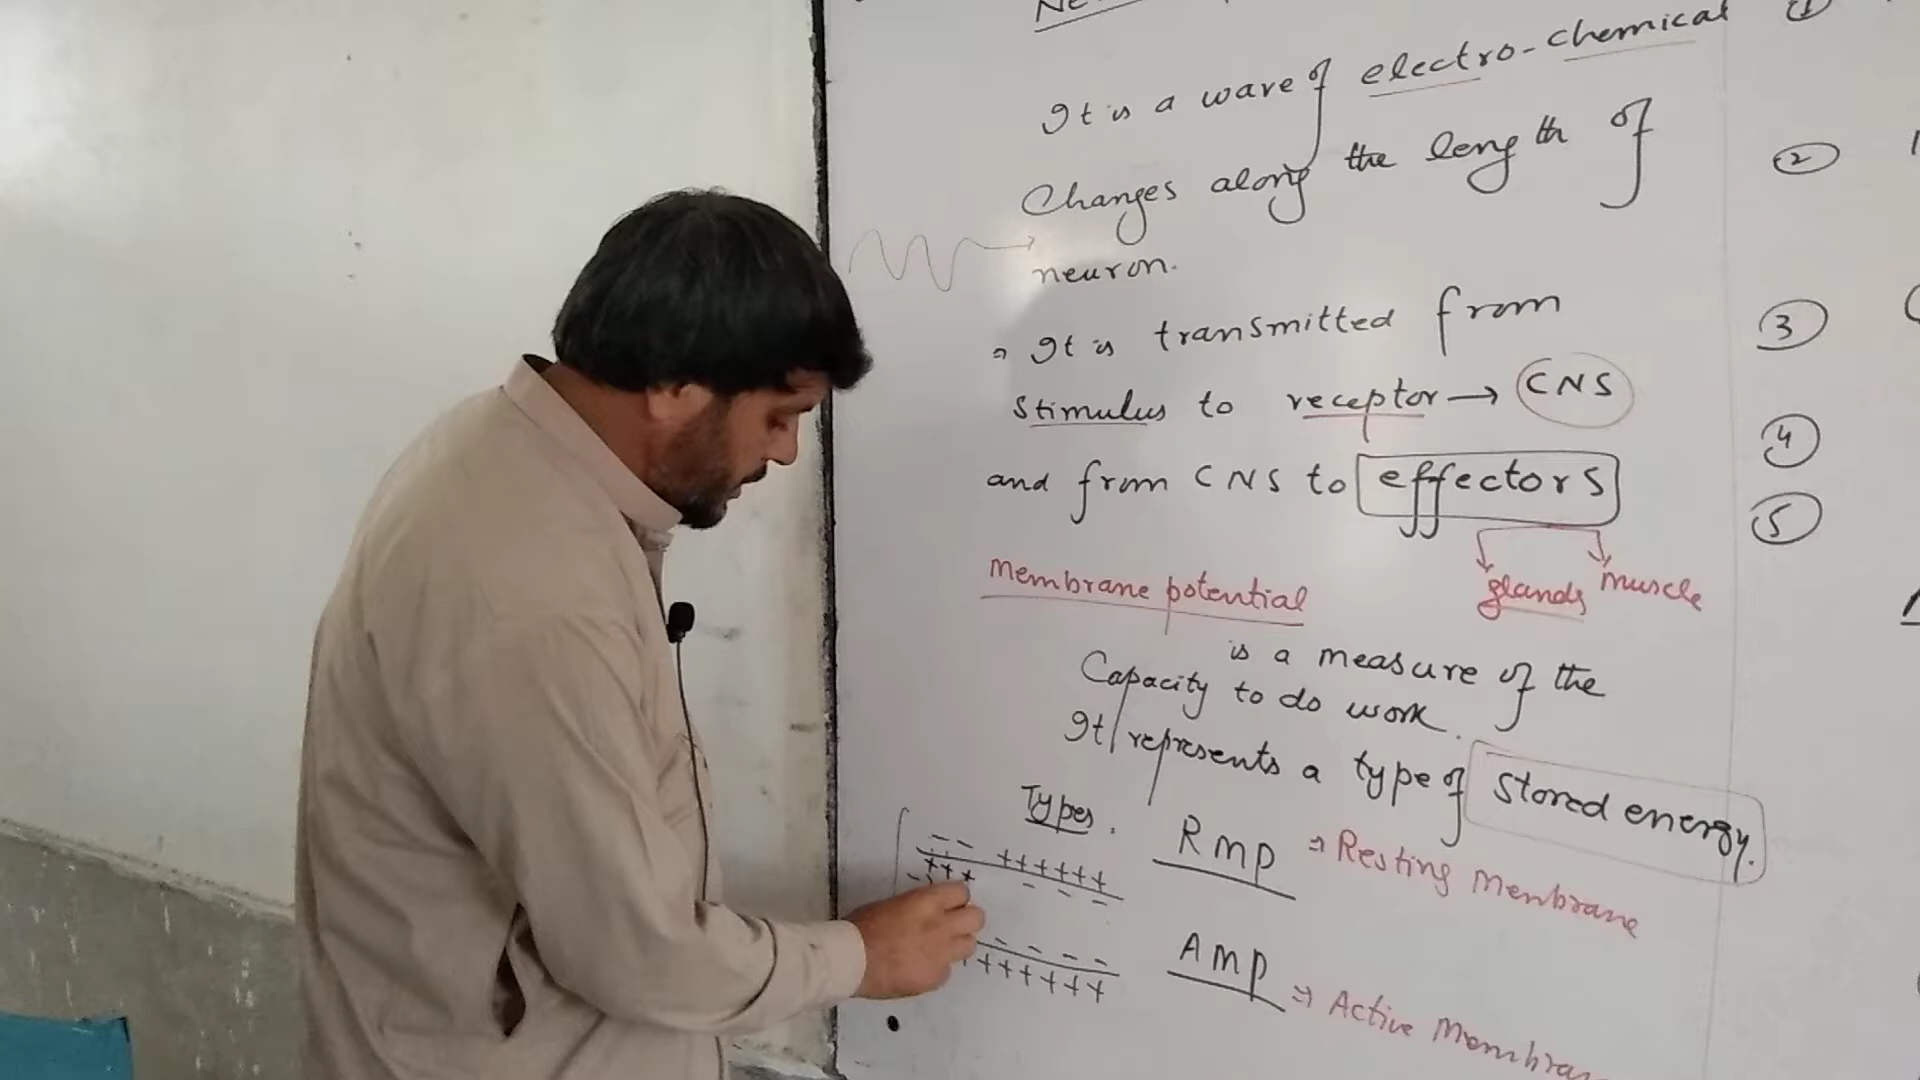 It is a wave of electro-chemical
Changes along the length of
neuron.
It is transmitted from
Stimulus to receptor → CNS
and from CNS to effectors
glands muscle
Membrane potential
is a measure of the
Capacity to do work.
It represents a type of stored energy.
Types.
RMP ⇒ Resting Membrane
- - + + + + + +
+ + + - - -
AMP ⇒ Active Membran
- - - -
+ + + + + + +
①
②
③
④
⑤